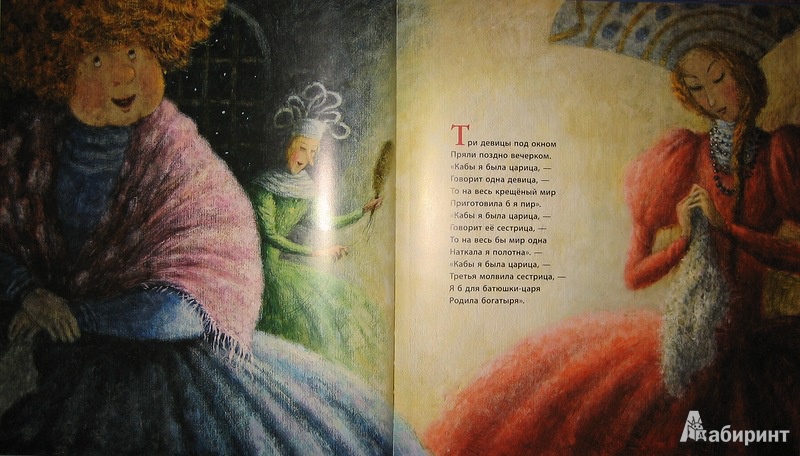 Три девицы под окном
Пряли поздно вечерком.
«Кабы я была царица, —
Говорит одна девица, —
То на весь крещёный мир
Приготовила б я пир».
«Кабы я была царица, —
Говорит её сестрица, —
То на весь бы мир одна
Наткала я полотна». —
«Кабы я была царица, —
Третья молвила сестрица, —
Я б для батюшки-царя
Родила богатыря».
Лабиринт